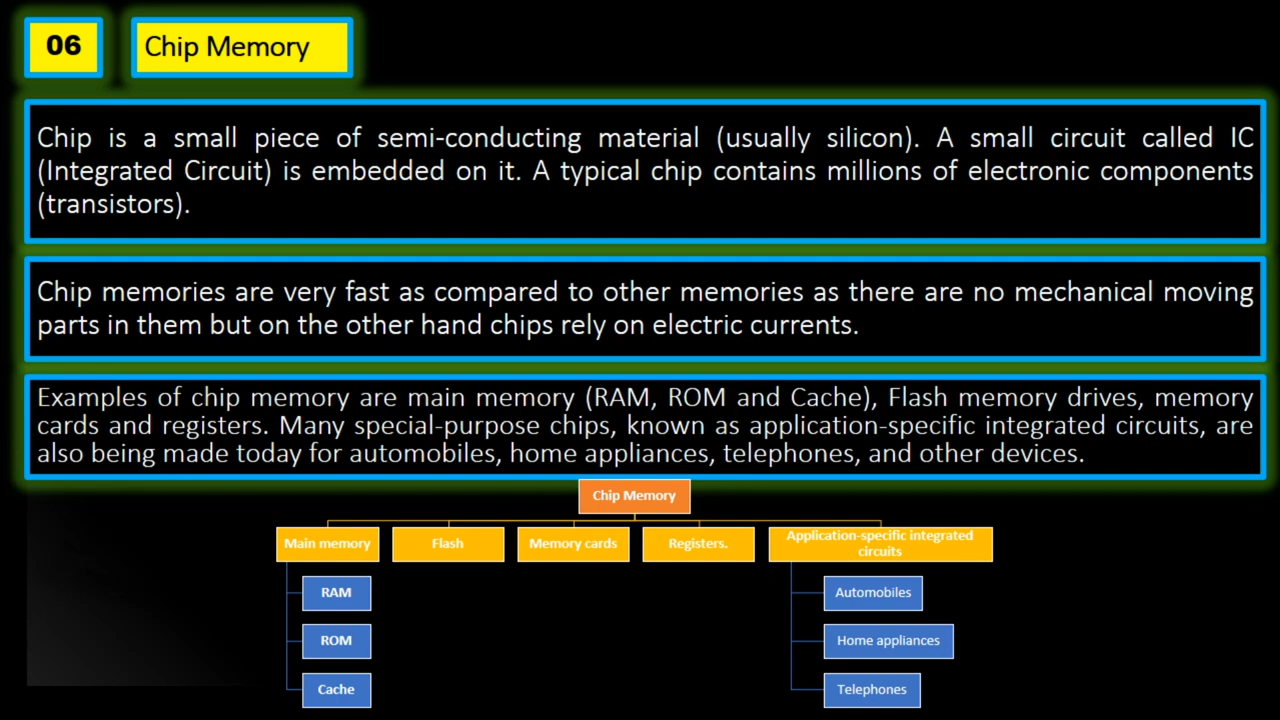 06
Chip Memory
Chip is a small piece of semi-conducting material (usually silicon). A small circuit called IC
(Integrated Circuit) is embedded on it. A typical chip contains millions of electronic components
(transistors).
Chip memories are very fast as compared to other memories as there are no mechanical moving
parts in them but on the other hand chips rely on electric currents.
Examples of chip memory are main memory (RAM, ROM and Cache), Flash memory drives, memory
cards and registers. Many special-purpose chips, known as application-specific integrated circuits, are
also being made today for automobiles, home appliances, telephones, and other devices.
Chip Memory
Main memory
Flash
Memory cards
Registers.
Application-specific integrated
circuits
RAM
ROM
Cache
Automobiles
Home appliances
Telephones